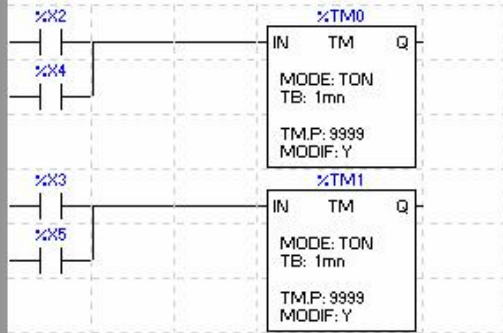 %X2
%TM0
IN TM Q
%X4
MODE: TON
TB: 1mn
TM.P: 9999
MODIF: Y
%X3
%TM1
IN TM Q
%X5
MODE: TON
TB: 1mn
TM.P: 9999
MODIF: Y